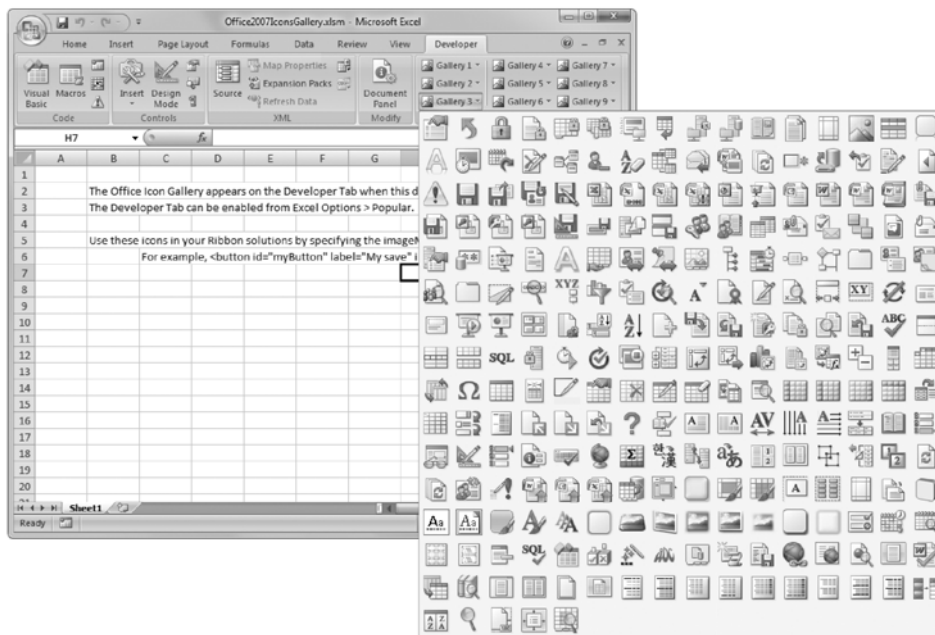 Office2007IconsGallery.xlsm - Microsoft Excel
Home Insert Page Layout Formulas Data Review View Developer
Visual Basic
Macros
Code
Insert
Design Mode
Controls
Source
Map Properties
Expansion Packs
Refresh Data
XML
Document Panel
Modify
Gallery 1 Gallery 4 Gallery 7
Gallery 2 Gallery 5 Gallery 8
Gallery 3 Gallery 6 Gallery 9
H7 fx
A B C D E F G
1
2 The Office Icon Gallery appears on the Developer Tab when this d
3 The Developer Tab can be enabled from Excel Options > Popular.
4
5 Use these icons in your Ribbon solutions by specifying the imageM
6 For example, <button id="myButton" label="My save" i
7
8
9
10
11
12
13
14
15
16
17
18
19
20
Sheet1
Ready
XYZ
XY
ABC
SQL
Ω
?
A A AV A A
Σ
漢
aあ
A
Aa Aa
SQL